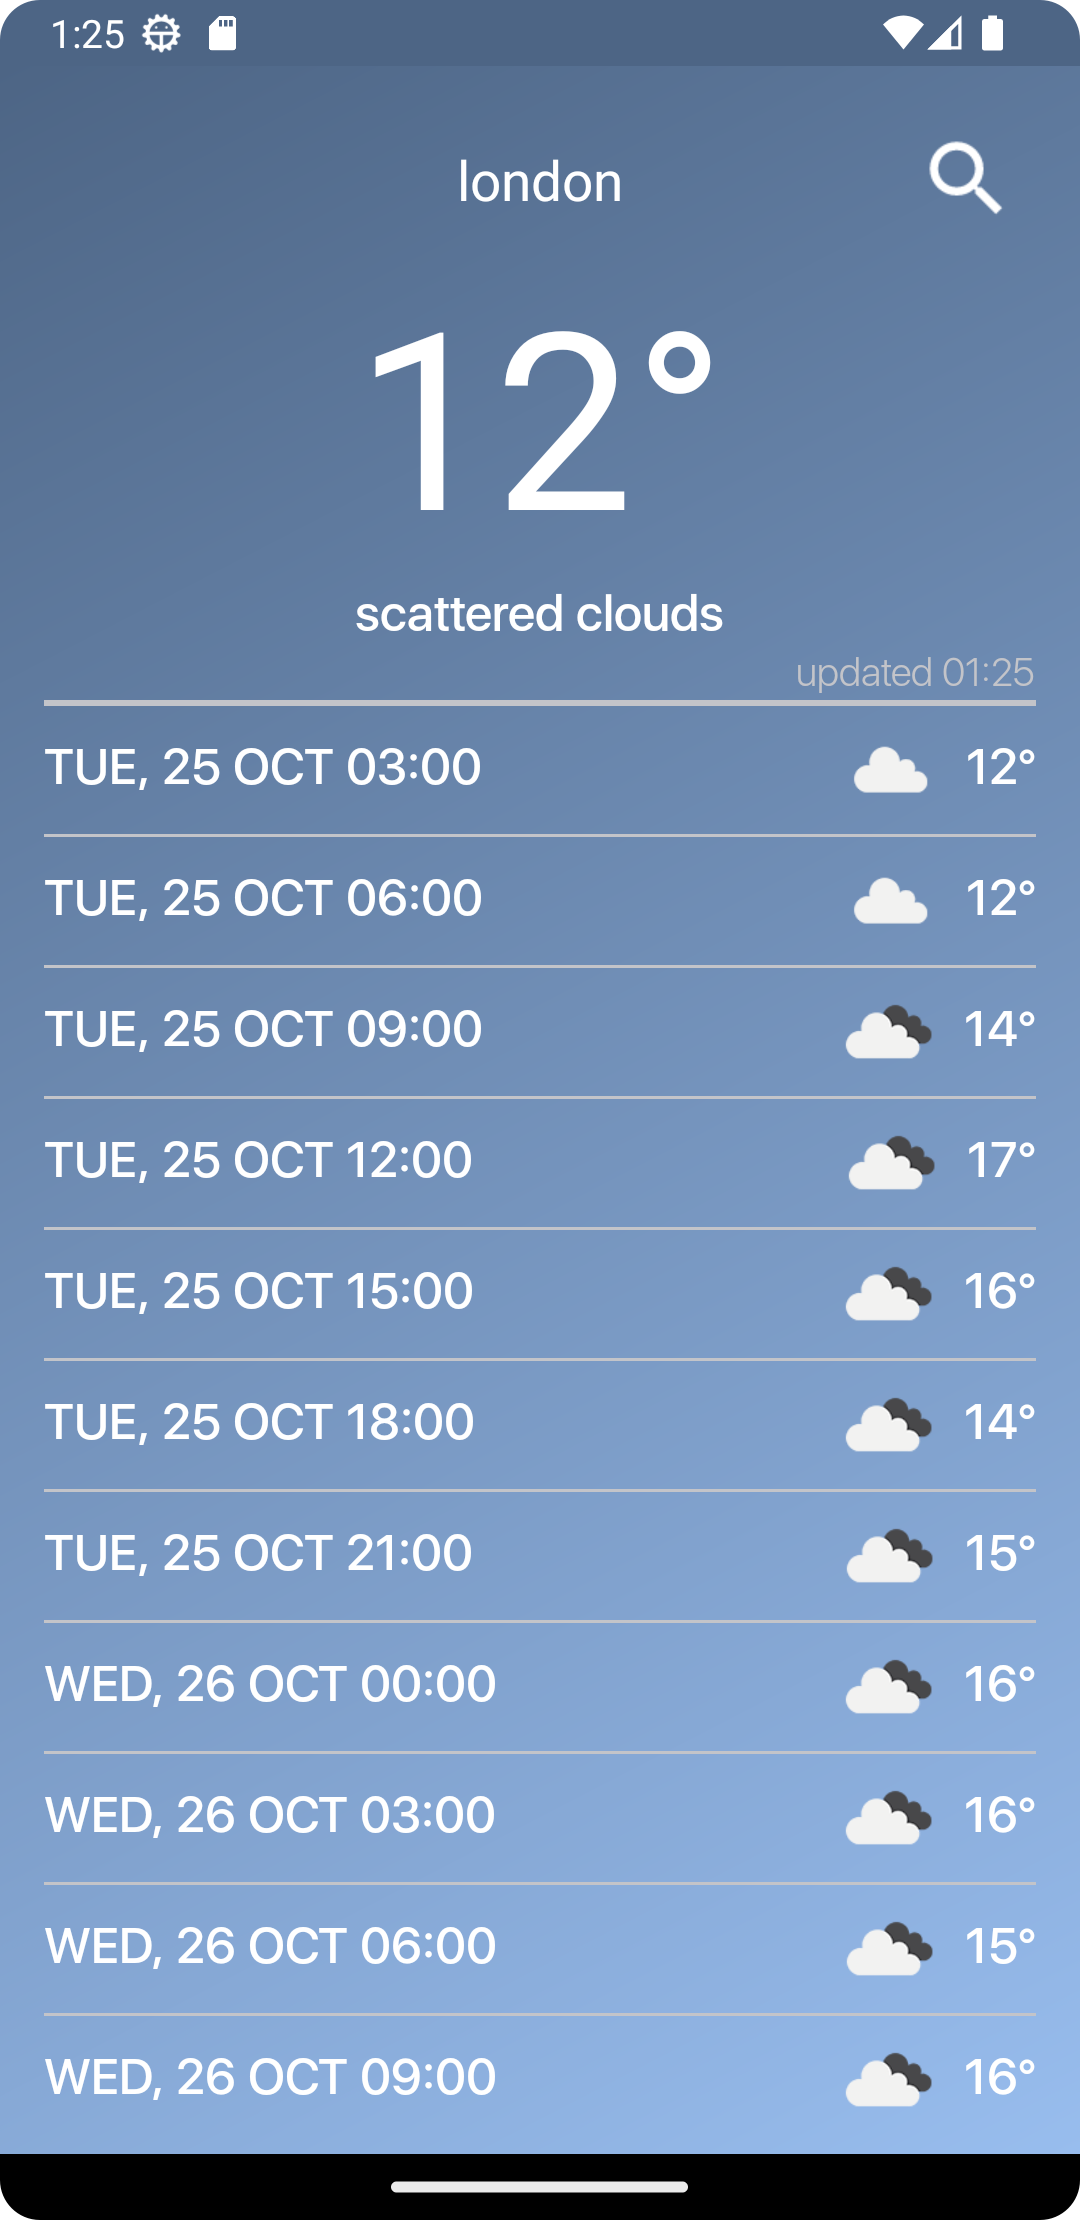 1:25
london
12°
scattered clouds
updated 01:25
TUE, 25 OCT 03:00 12°
TUE, 25 OCT 06:00 12°
TUE, 25 OCT 09:00 14°
TUE, 25 OCT 12:00 17°
TUE, 25 OCT 15:00 16°
TUE, 25 OCT 18:00 14°
TUE, 25 OCT 21:00 15°
WED, 26 OCT 00:00 16°
WED, 26 OCT 03:00 16°
WED, 26 OCT 06:00 15°
WED, 26 OCT 09:00 16°